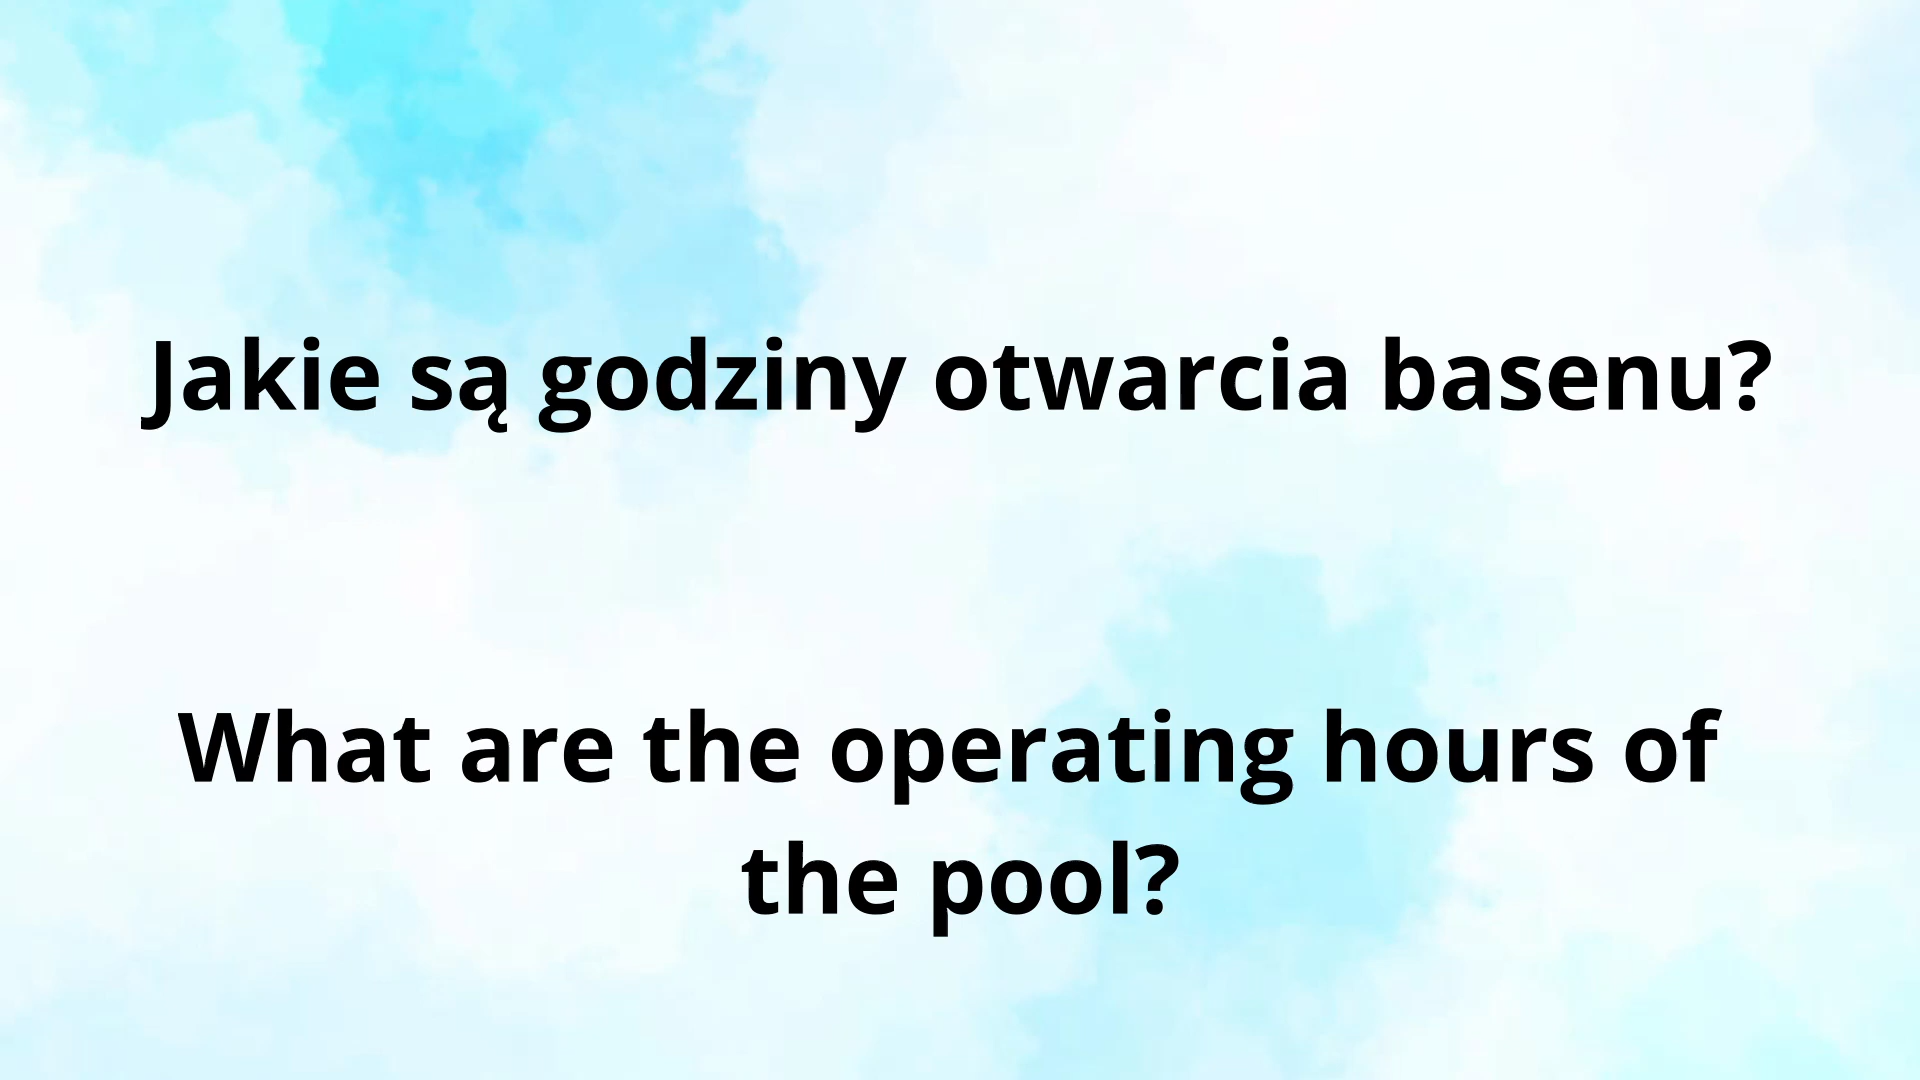 Jakie są godziny otwarcia basenu?
What are the operating hours of
the pool?